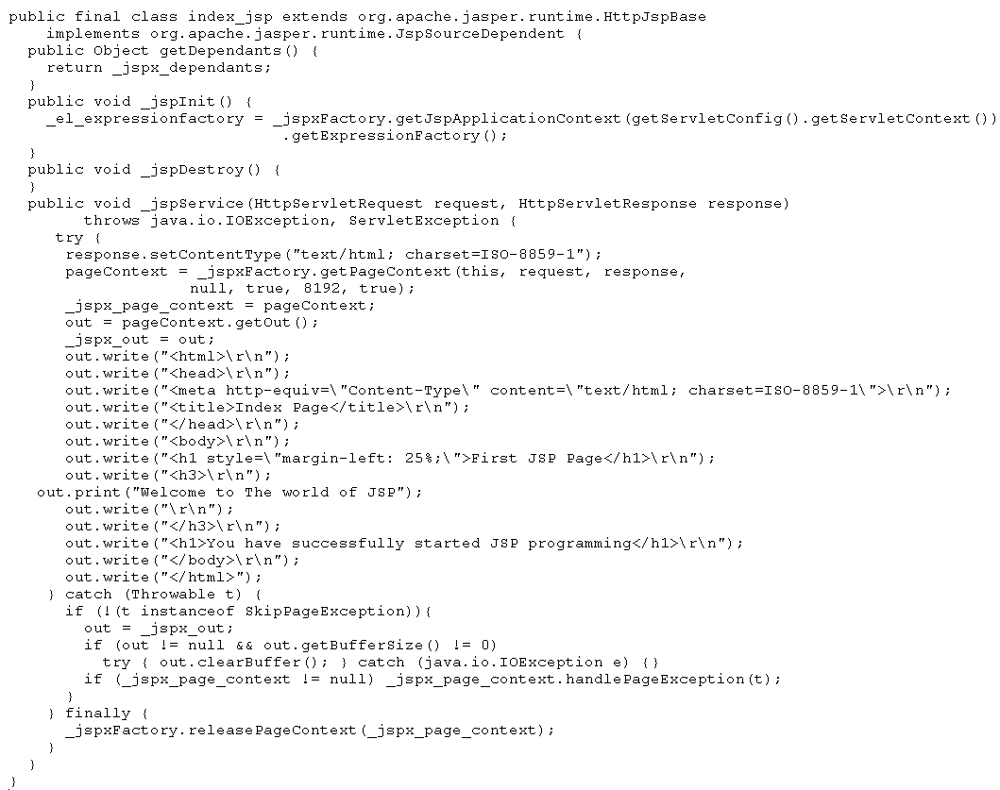 public final class index_jsp extends org.apache.jasper.runtime.HttpJspBase
    implements org.apache.jasper.runtime.JspSourceDependent {
  public Object getDependants() {
    return _jspx_dependants;
  }
  public void _jspInit() {
    _el_expressionfactory = _jspxFactory.getJspApplicationContext(getServletConfig().getServletContext())
                             .getExpressionFactory();
  }
  public void _jspDestroy() {
  }
  public void _jspService(HttpServletRequest request, HttpServletResponse response)
        throws java.io.IOException, ServletException {
     try {
      response.setContentType("text/html; charset=ISO-8859-1");
      pageContext = _jspxFactory.getPageContext(this, request, response,
                   null, true, 8192, true);
      _jspx_page_context = pageContext;
      out = pageContext.getOut();
      _jspx_out = out;
      out.write("<html>\r\n");
      out.write("<head>\r\n");
      out.write("<meta http-equiv=\"Content-Type\" content=\"text/html; charset=ISO-8859-1\">\r\n");
      out.write("<title>Index Page</title>\r\n");
      out.write("</head>\r\n");
      out.write("<body>\r\n");
      out.write("<h1 style=\"margin-left: 25%;\">First JSP Page</h1>\r\n");
      out.write("<h3>\r\n");
   out.print("Welcome to The world of JSP");
      out.write("\r\n");
      out.write("</h3>\r\n");
      out.write("<h1>You have successfully started JSP programming</h1>\r\n");
      out.write("</body>\r\n");
      out.write("</html>");
    } catch (Throwable t) {
      if (!(t instanceof SkipPageException)){
        out = _jspx_out;
        if (out != null && out.getBufferSize() != 0)
          try { out.clearBuffer(); } catch (java.io.IOException e) {}
        if (_jspx_page_context != null) _jspx_page_context.handlePageException(t);
      }
    } finally {
      _jspxFactory.releasePageContext(_jspx_page_context);
    }
  }
}